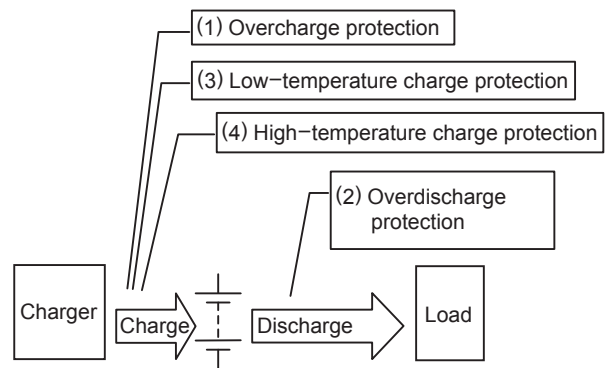 (1) Overcharge protection
(3) Low-temperature charge protection
(4) High-temperature charge protection
(2) Overdischarge
protection
Charger
Charge
Discharge
Load